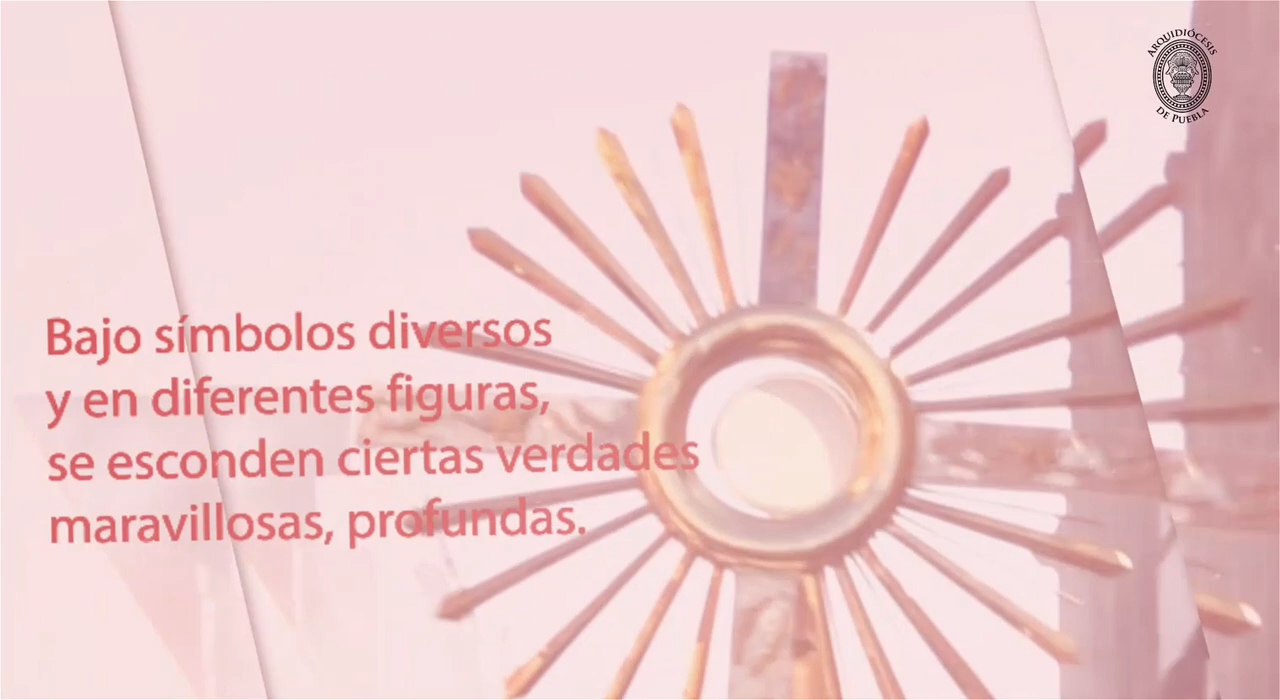 ARQUIDIÓCESIS
DE PUEBLA
Bajo símbolos diversos
y en diferentes figuras,
se esconden ciertas verdades
maravillosas, profundas.